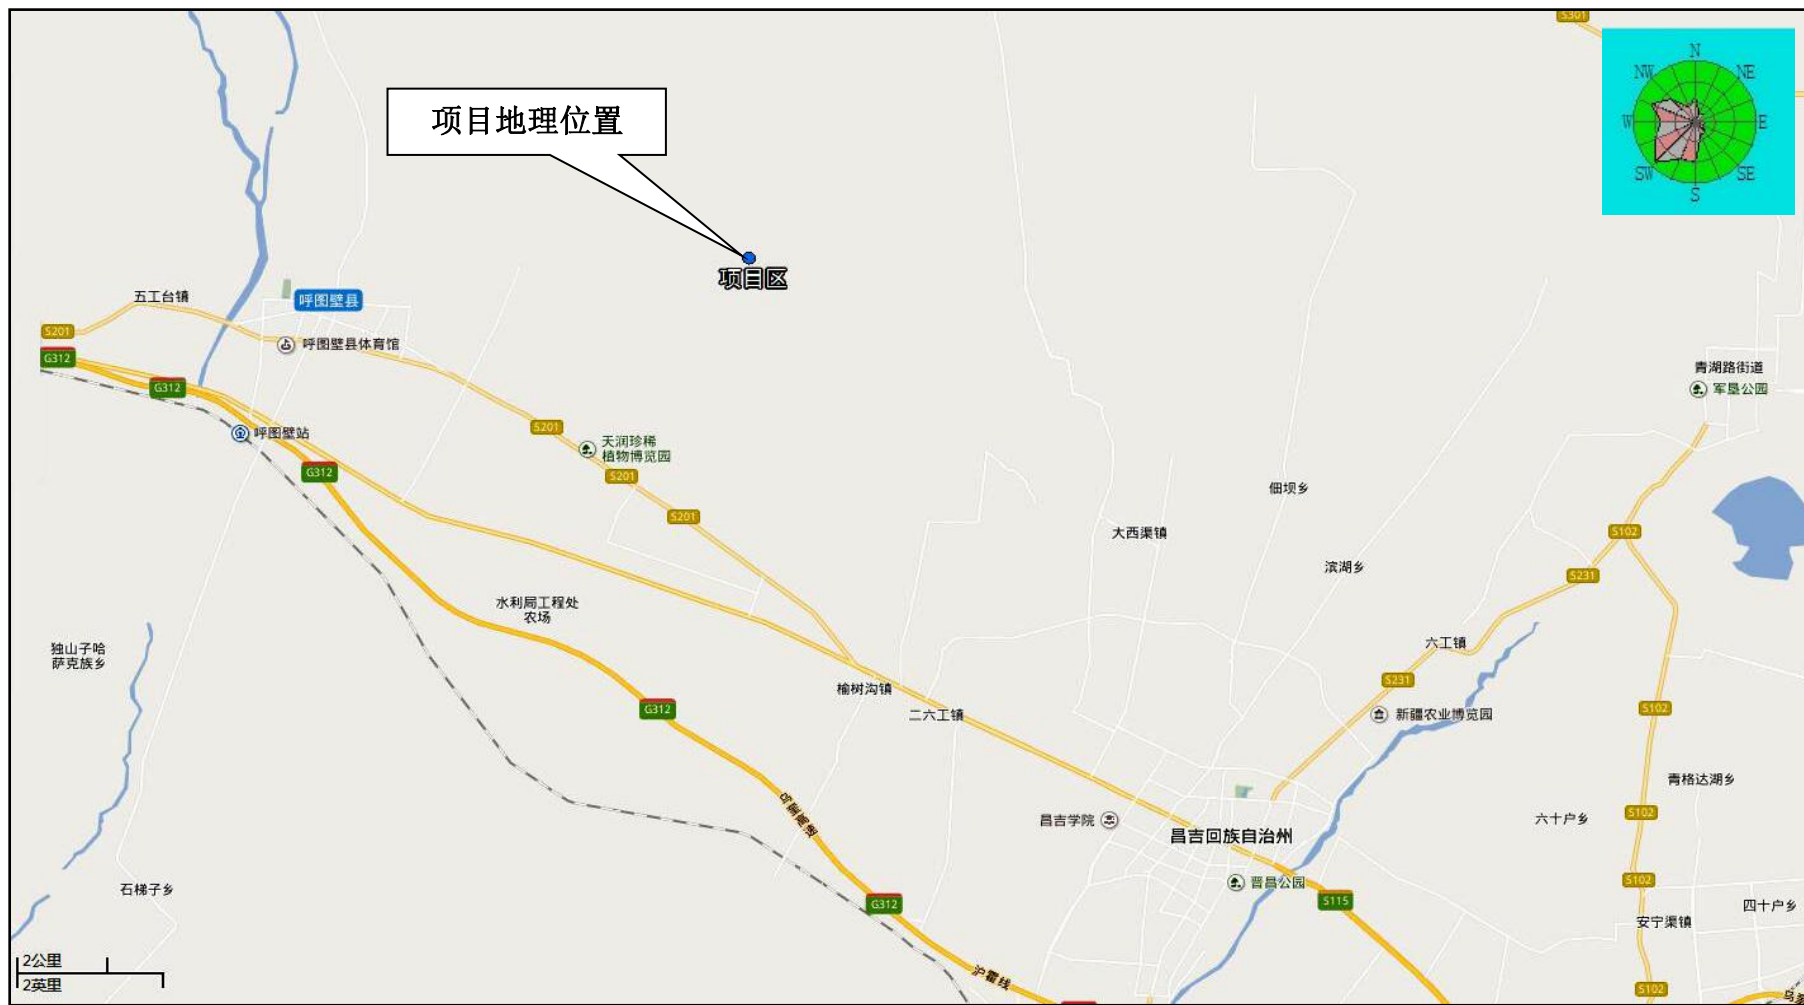 S301
N
NW
NE
W
E
SW
SE
S
项目地理位置
项目区
五工台镇
呼图壁县
S201
呼图壁县体育馆
G312
G312
青湖路街道
军垦公园
呼图壁站
S201
天润珍稀
植物博览园
G312
S201
佃坝乡
S201
大西渠镇
S102
滨湖乡
S231
水利局工程处
农场
独山子哈
萨克族乡
六工镇
S231
榆树沟镇
二六工镇
G312
新疆农业博览园
S102
青格达湖乡
乌奎高速
昌吉学院
昌吉回族自治州
六十户乡
S102
石梯子乡
晋昌公园
S102
G312
S115
四十户乡
安宁渠镇
2公里
2英里
沪霍线
S102